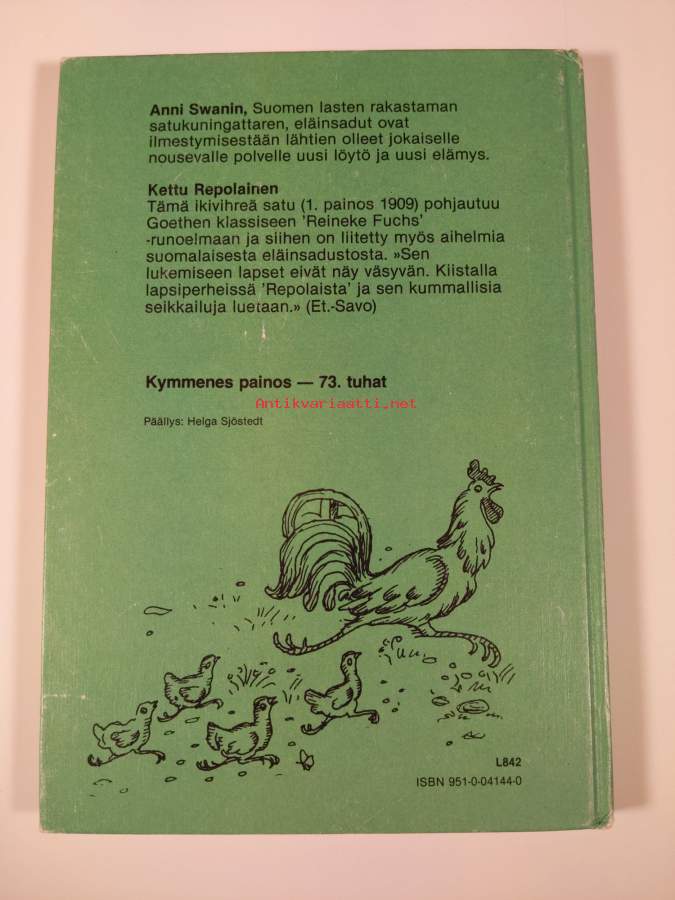 Anni Swanin, Suomen lasten rakastaman
satukuningattaren, eläinsadut ovat
ilmestymisestään lähtien olleet jokaiselle
nousevalle polvelle uusi löytö ja uusi elämys.
Kettu Repolainen
Tämä ikivihreä satu (1. painos 1909) pohjautuu
Goethen klassiseen 'Reineke Fuchs'
-runoelmaan ja siihen on liitetty myös aihelmia
suomalaisesta eläinsadustosta. »Sen
lukemiseen lapset eivät näy väsyvän. Kiistalla
lapsiperheissä 'Repolaista' ja sen kummallisia
seikkailuja luetaan.» (Et.-Savo)
Kymmenes painos — 73. tuhat
Antikvariaatti.net
Päällys: Helga Sjöstedt
L842
ISBN 951-0-04144-0